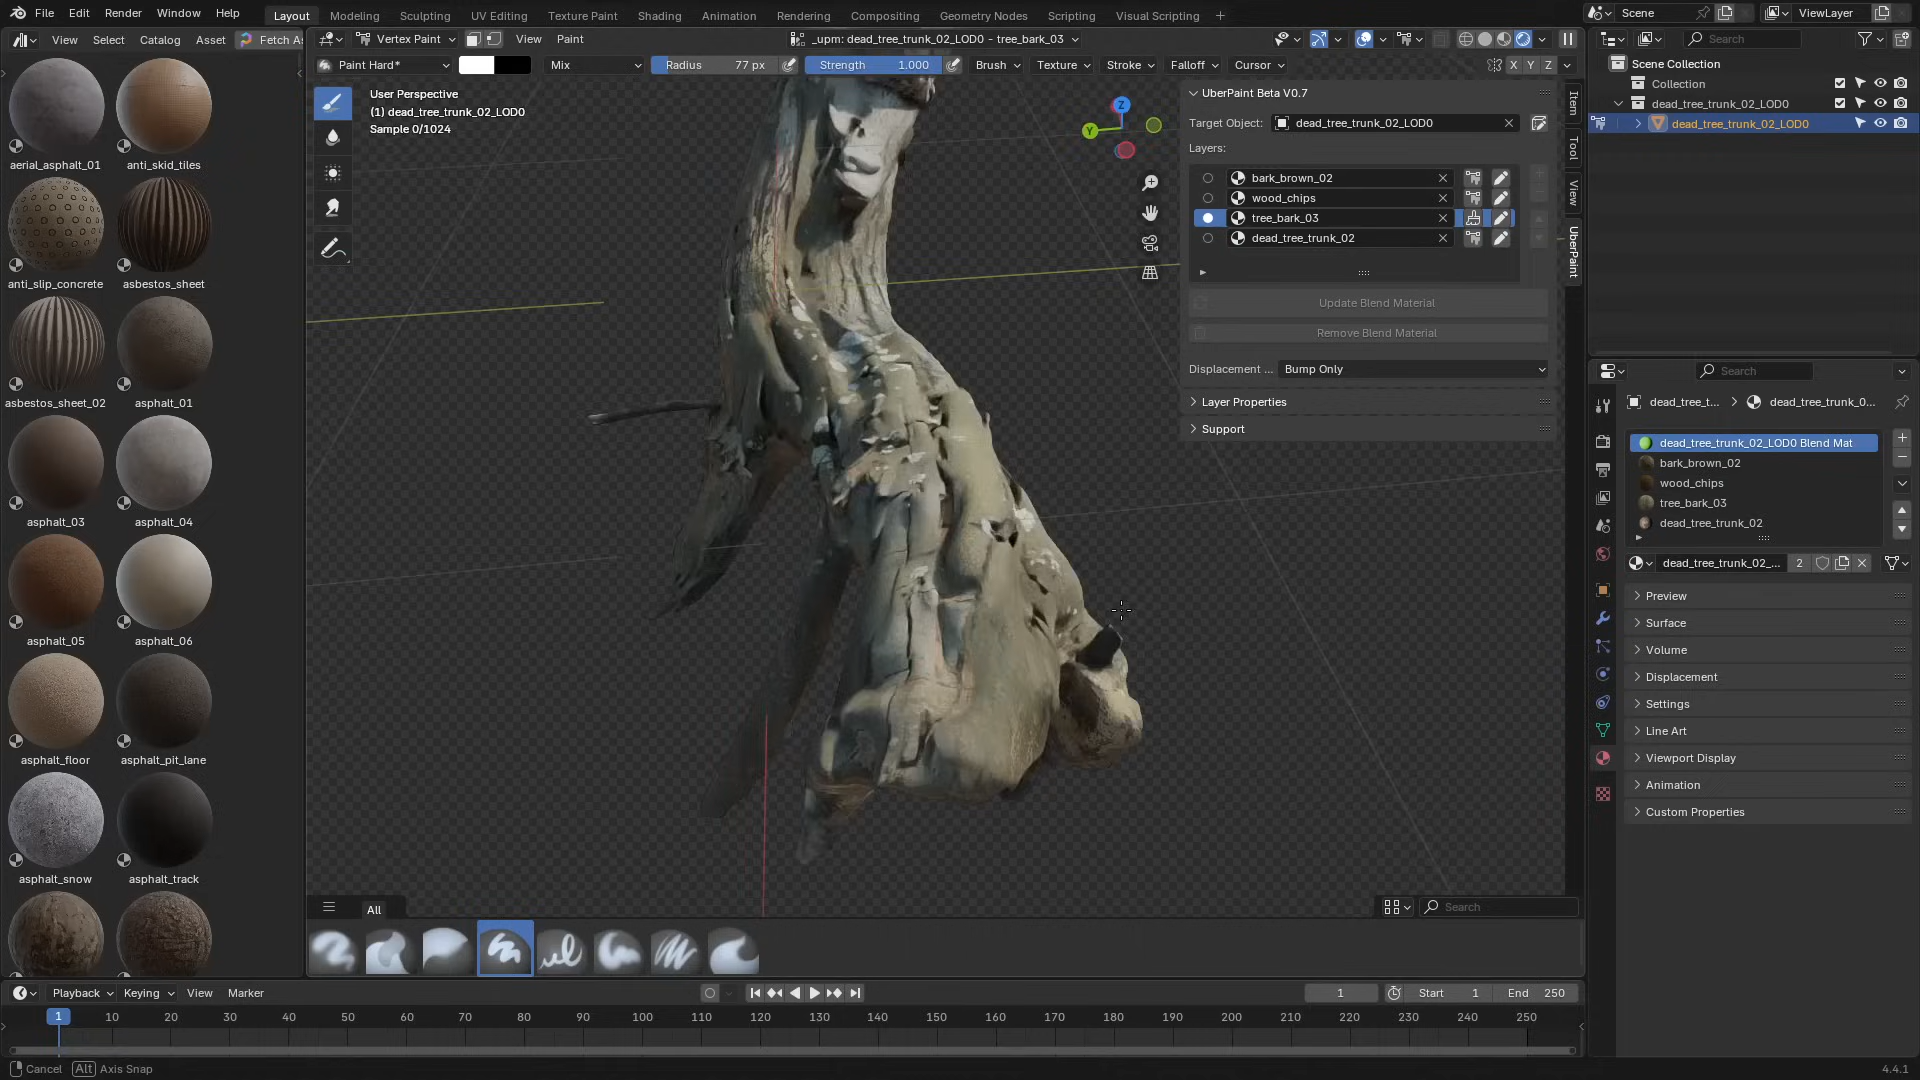 File Edit Render Window Help Layout Modeling Sculpting UV Editing Texture Paint Shading Animation Rendering Compositing Geometry Nodes Scripting Visual Scripting + Scene ViewLayer
View Select Catalog Asset Fetch As
Vertex Paint View Paint _upm: dead_tree_trunk_02_LOD0 - tree_bark_03 Search
Paint Hard* Mix Radius 77 px Strength 1.000 Brush Texture Stroke Falloff Cursor X Y Z
User Perspective
(1) dead_tree_trunk_02_LOD0
Sample 0/1024
Z
Y
UberPaint Beta V0.7
Target Object: dead_tree_trunk_02_LOD0
Layers:
bark_brown_02
wood_chips
tree_bark_03
dead_tree_trunk_02
Update Blend Material
Remove Blend Material
Displacement ... Bump Only
Layer Properties
Support
Item
Tool
View
UberPaint
Scene Collection
Collection
dead_tree_trunk_02_LOD0
dead_tree_trunk_02_LOD0
Search
dead_tree_t... dead_tree_trunk_0...
dead_tree_trunk_02_LOD0 Blend Mat
bark_brown_02
wood_chips
tree_bark_03
dead_tree_trunk_02
dead_tree_trunk_02_... 2
Preview
Surface
Volume
Displacement
Settings
Line Art
Viewport Display
Animation
Custom Properties
aerial_asphalt_01 anti_skid_tiles
anti_slip_concrete asbestos_sheet
asbestos_sheet_02 asphalt_01
asphalt_03 asphalt_04
asphalt_05 asphalt_06
asphalt_floor asphalt_pit_lane
asphalt_snow asphalt_track
All Search
Playback Keying View Marker 1 Start 1 End 250
1 10 20 30 40 50 60 70 80 90 100 110 120 130 140 150 160 170 180 190 200 210 220 230 240 250
Cancel Alt Axis Snap 4.4.1